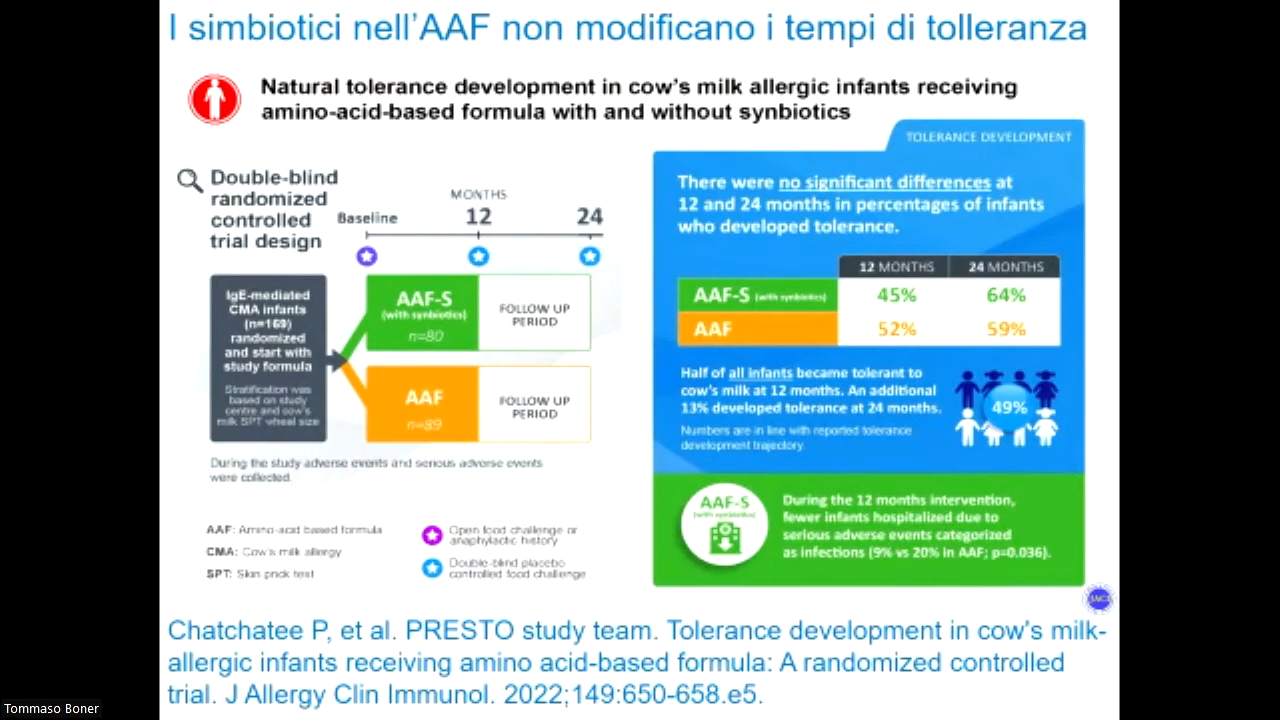 I simbiotici nell'AAF non modificano i tempi di tolleranza
Natural tolerance development in cow's milk allergic infants receiving
amino-acid-based formula with and without synbiotics
Double-blind
randomized
controlled
trial design
MONTHS
Baseline 12 24
IgE-mediated
CMA infants
(n=169)
randomized
and start with
study formula
Stratification was
based on study
centre and cow's
milk SPT wheal size
AAF-S
(with synbiotics)
n=80
FOLLOW UP
PERIOD
AAF
n=89
FOLLOW UP
PERIOD
During the study adverse events and serious adverse events
were collected.
AAF: Amino-acid based formula
CMA: Cow's milk allergy
SPT: Skin prick test
Open food challenge or
anaphylactic history
Double-blind placebo
controlled food challenge
TOLERANCE DEVELOPMENT
There were no significant differences at
12 and 24 months in percentages of infants
who developed tolerance.
12 MONTHS 24 MONTHS
AAF-S (with synbiotics) 45% 64%
AAF 52% 59%
Half of all infants became tolerant to
cow's milk at 12 months. An additional
13% developed tolerance at 24 months.
Numbers are in line with reported tolerance
development trajectory.
49%
AAF-S
(with synbiotics)
During the 12 months intervention,
fewer infants hospitalized due to
serious adverse events categorized
as infections (9% vs 20% in AAF; p=0.036).
Chatchatee P, et al. PRESTO study team. Tolerance development in cow's milk-
allergic infants receiving amino acid-based formula: A randomized controlled
trial. J Allergy Clin Immunol. 2022;149:650-658.e5.
Tommaso Boner